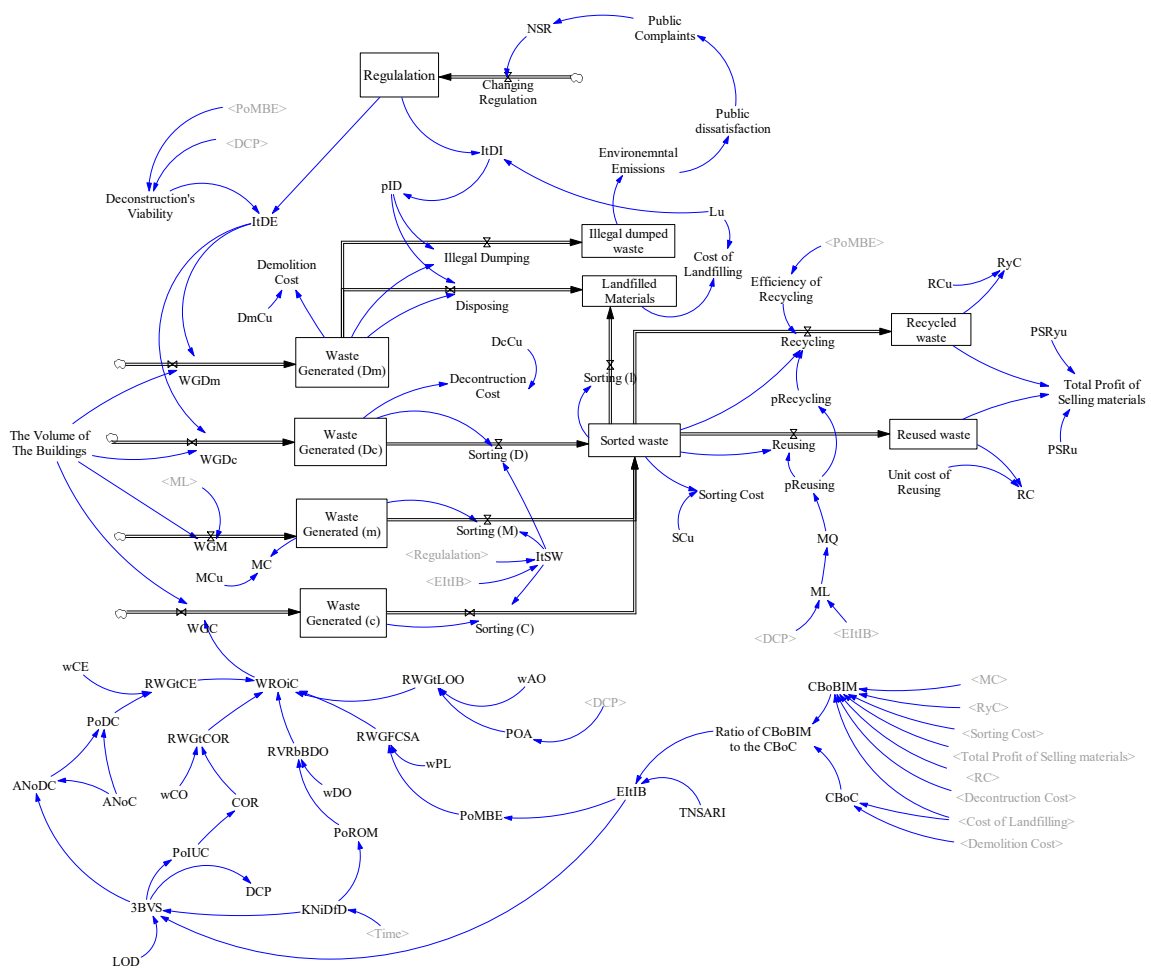 Public
Complaints
NSR
Regulalation
Changing
Regulation
<PoMBE>
<DCP>
Public
dissatisfaction
ItDI
Environemntal
Emissions
pID
Deconstruction's
Viability
ItDE
Lu
Illegal dumped
waste
Illegal Dumping
<PoMBE>
Cost of
Landfilling
RyC
Demolition
Cost
Landfilled
Materials
Efficiency of
Recycling
RCu
DmCu
Disposing
Recycled
waste
PSRyu
DcCu
Recycling
Waste
Generated (Dm)
WGDm
Decontruction
Cost
Sorting (l)
Total Profit of
Selling materials
pRecycling
The Volume of
The Buildings
Waste
Generated (Dc)
WGDc
Sorting (D)
Sorted waste
Reusing
Reused waste
PSRu
<ML>
pReusing
Unit cost of
Reusing
RC
Sorting Cost
Waste
Generated (m)
WGM
Sorting (M)
SCu
MQ
MC
<Regulalation>
ItSW
MCu
<EItIB>
ML
Waste
Generated (c)
WGC
Sorting (C)
<DCP>
<EItIB>
wCE
RWGtCE
WROiC
RWGtLOO
wAO
<DCP>
CBoBIM
<MC>
<RyC>
PoDC
RWGtCOR
RVRbBDO
RWGFCSA
POA
Ratio of CBoBIM
to the CBoC
<Sorting Cost>
<Total Profit of Selling materials>
wPL
<RC>
ANoDC
ANoC
wCO
COR
wDO
EItIB
CBoC
<Decontruction Cost>
TNSARI
PoMBE
<Cost of Landfilling>
PoROM
<Demolition Cost>
PoIUC
DCP
3BVS
KNiDfD
<Time>
LOD